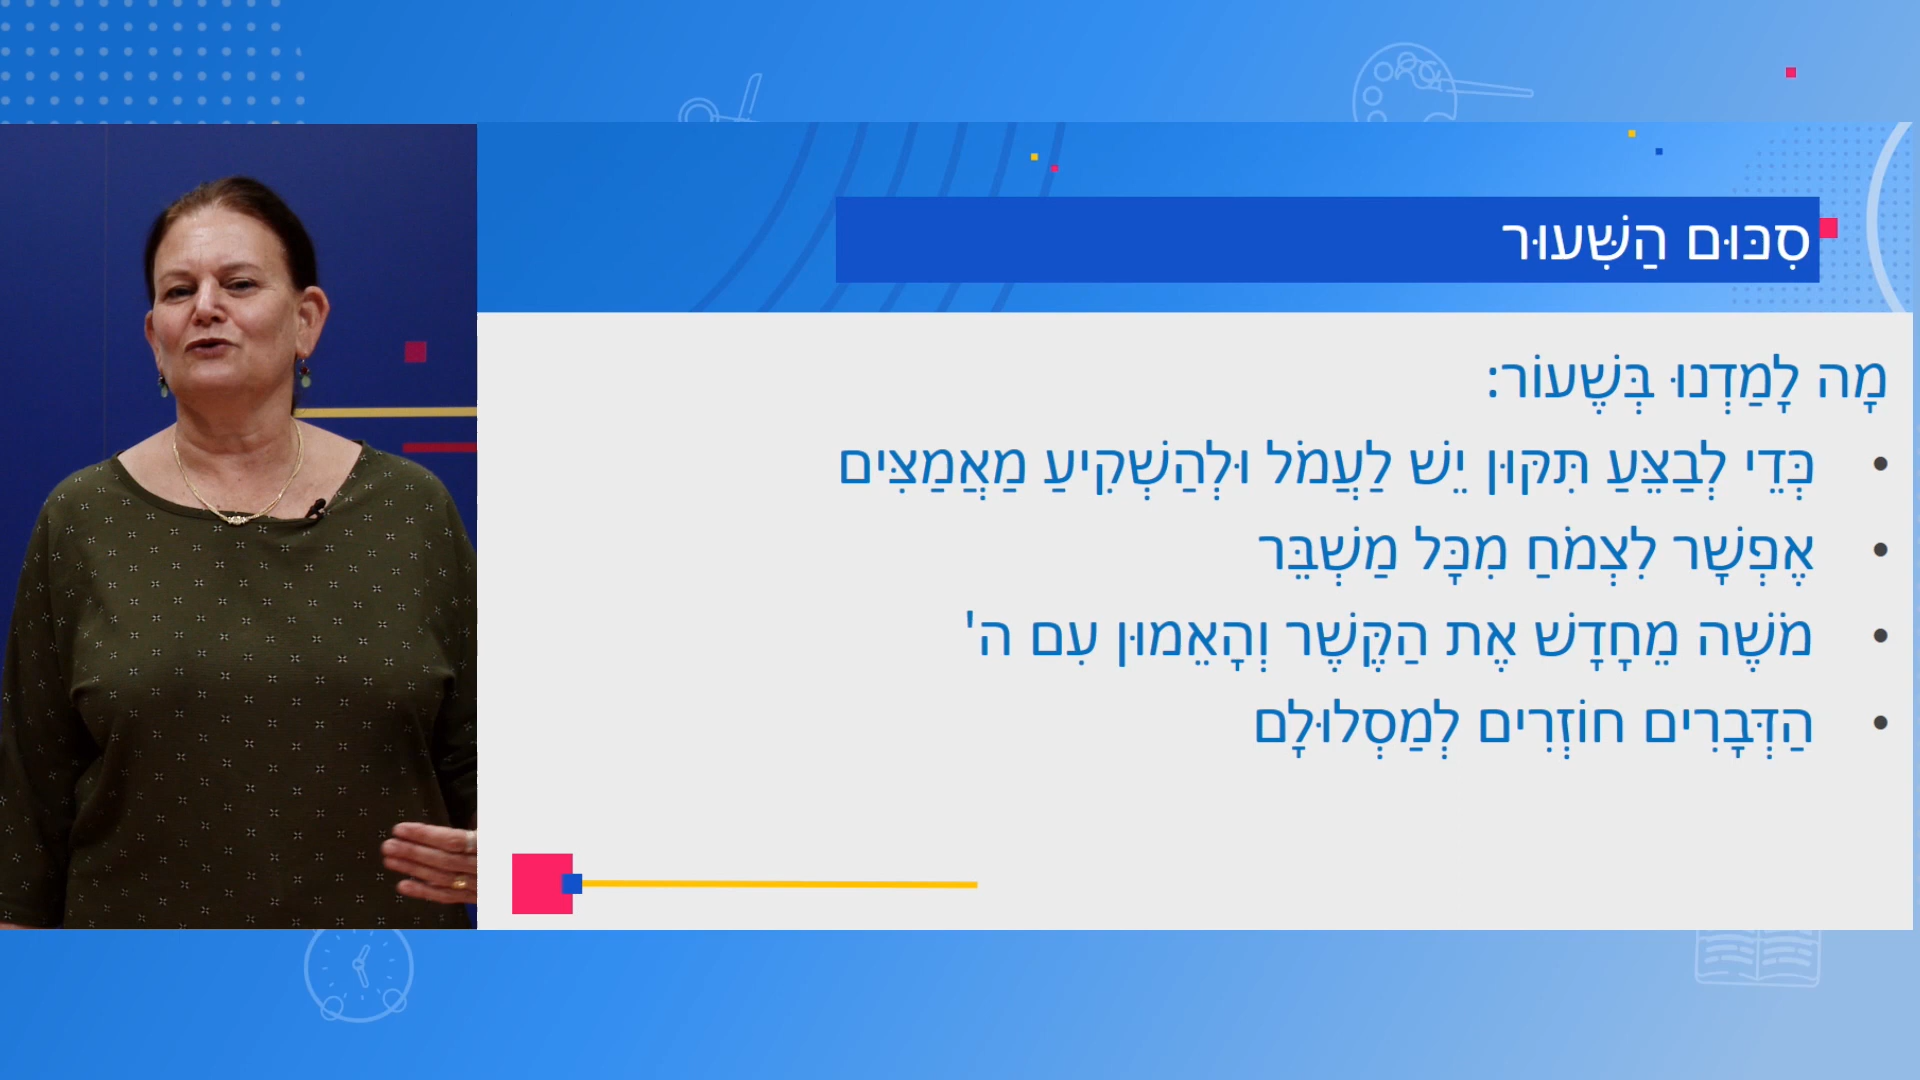 סִכּוּם הַשִּׁעוּר
מָה לָמַדְנוּ בְּשֶׁעוֹר:
• כְּדֵי לְבַצֵּעַ תִּקּוּן יֵשׁ לַעֲמֹל וּלְהַשְׁקִיעַ מַאֲמַצִּים
• אֶפְשָׁר לִצְמֹחַ מִכָּל מַשְׁבֵּר
• מֹשֶׁה מֵחָדָשׁ אֶת הַקֶּשֶׁר וְהָאֵמוּן עִם ה'
• הַדְּבָרִים חוֹזְרִים לְמַסְלוּלָם